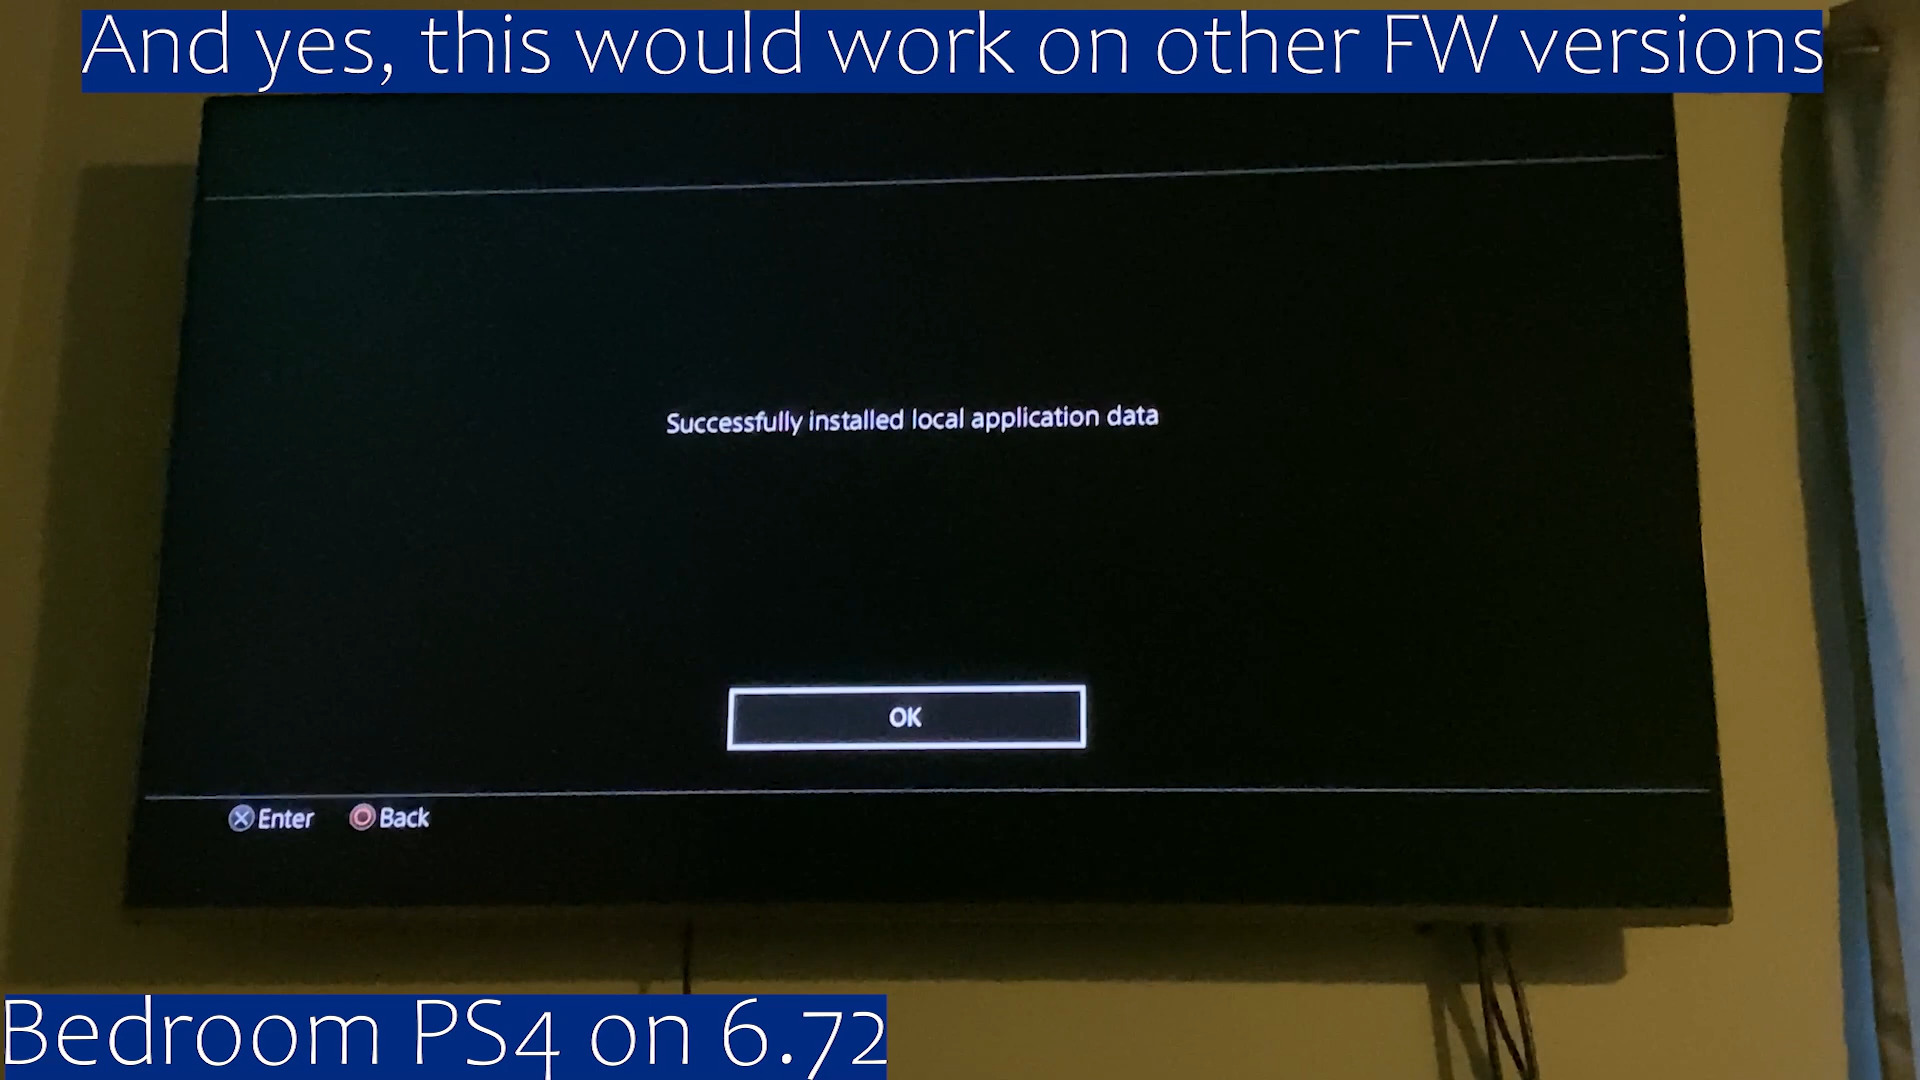 And yes, this would work on other FW versions
Successfully installed local application data
OK
Enter Back
Bedroom PS4 on 6.72